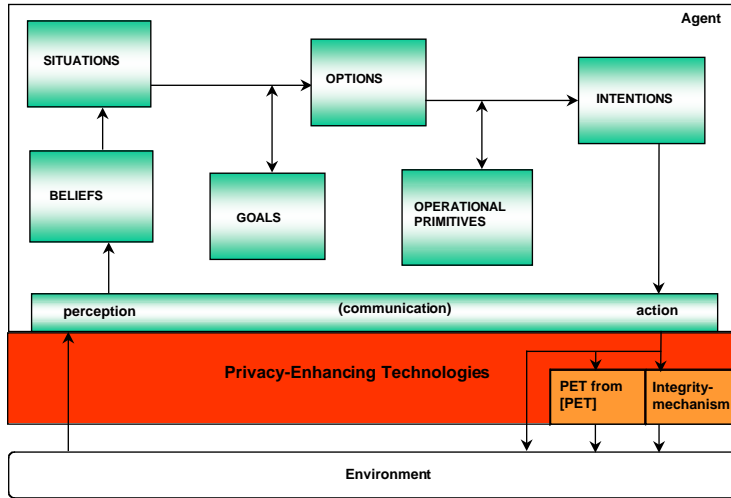 Agent
SITUATIONS
OPTIONS
INTENTIONS
BELIEFS
GOALS
OPERATIONAL
PRIMITIVES
perception
(communication)
action
Privacy-Enhancing Technologies
PET from
[PET]
Integrity-
mechanism
Environment